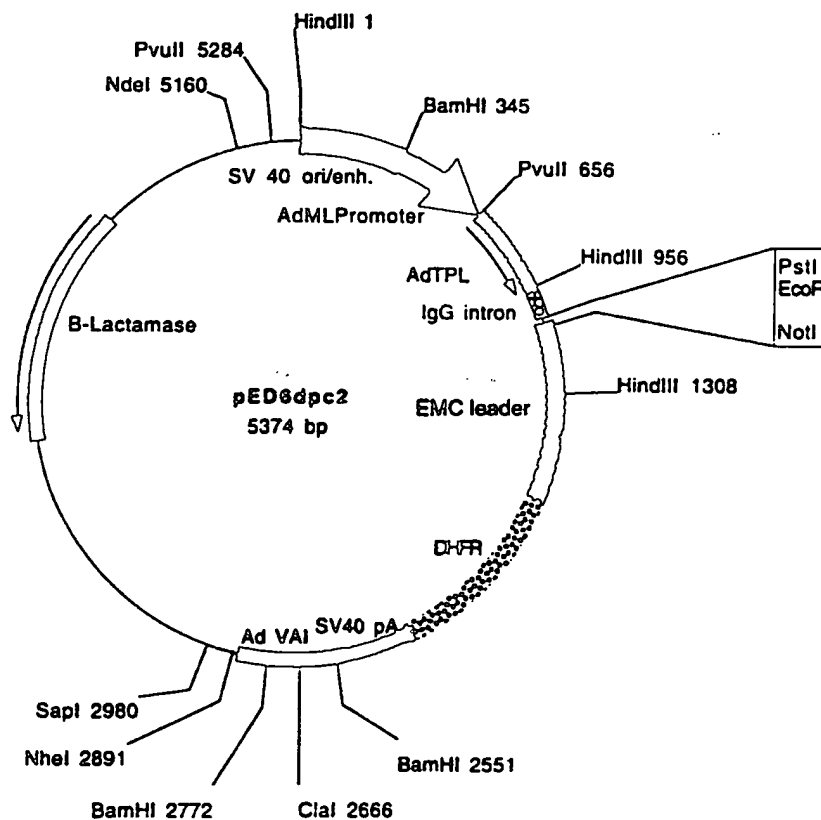 HindIII 1
PvuII 5284
NdeI 5160
BamHI 345
SV 40 ori/enh.
PvuII 656
AdMLPromoter
HindIII 956
PstI
EcoR
NotI
AdTPL
IgG intron
B-Lactamase
HindIII 1308
pED6dpc2
5374 bp
EMC leader
DHFR
SV40 pA
Ad VAI
SapI 2980
NheI 2891
BamHI 2551
BamHI 2772
ClaI 2666